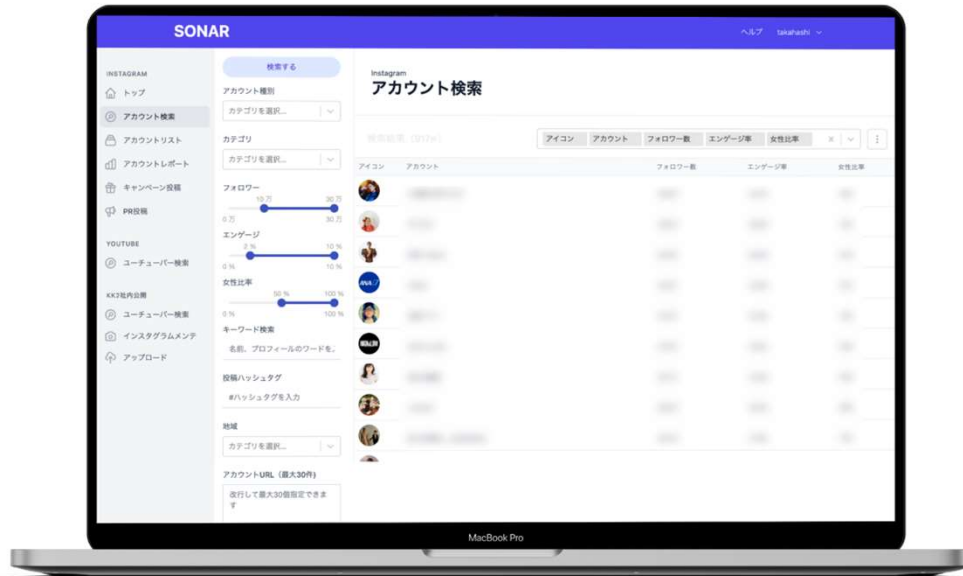 SONAR
ヘルプ takahashi
INSTAGRAM
トップ
アカウント検索
アカウントリスト
アカウントレポート
キャンペーン投稿
PR投稿
YOUTUBE
ユーチューバー検索
KK2社内公開
ユーチューバー検索
インスタグラムメンテ
アップロード
検索する
アカウント種別
カテゴリを選択...
カテゴリ
カテゴリを選択...
フォロワー
10 万 30 万
0 万 30 万
エンゲージ
2 % 10 %
0 % 10 %
女性比率
50 % 100 %
0 % 100 %
キーワード検索
名前、プロフィールのワードを
投稿ハッシュタグ
#ハッシュタグを入力
地域
カテゴリを選択...
アカウントURL（最大30件）
改行して最大30個指定できま
す
Instagram
アカウント検索
検索結果
アイコン アカウント フォロワー数 エンゲージ率 女性比率
アイコン アカウント フォロワー数 エンゲージ率 女性比率
ANA
MacBook Pro